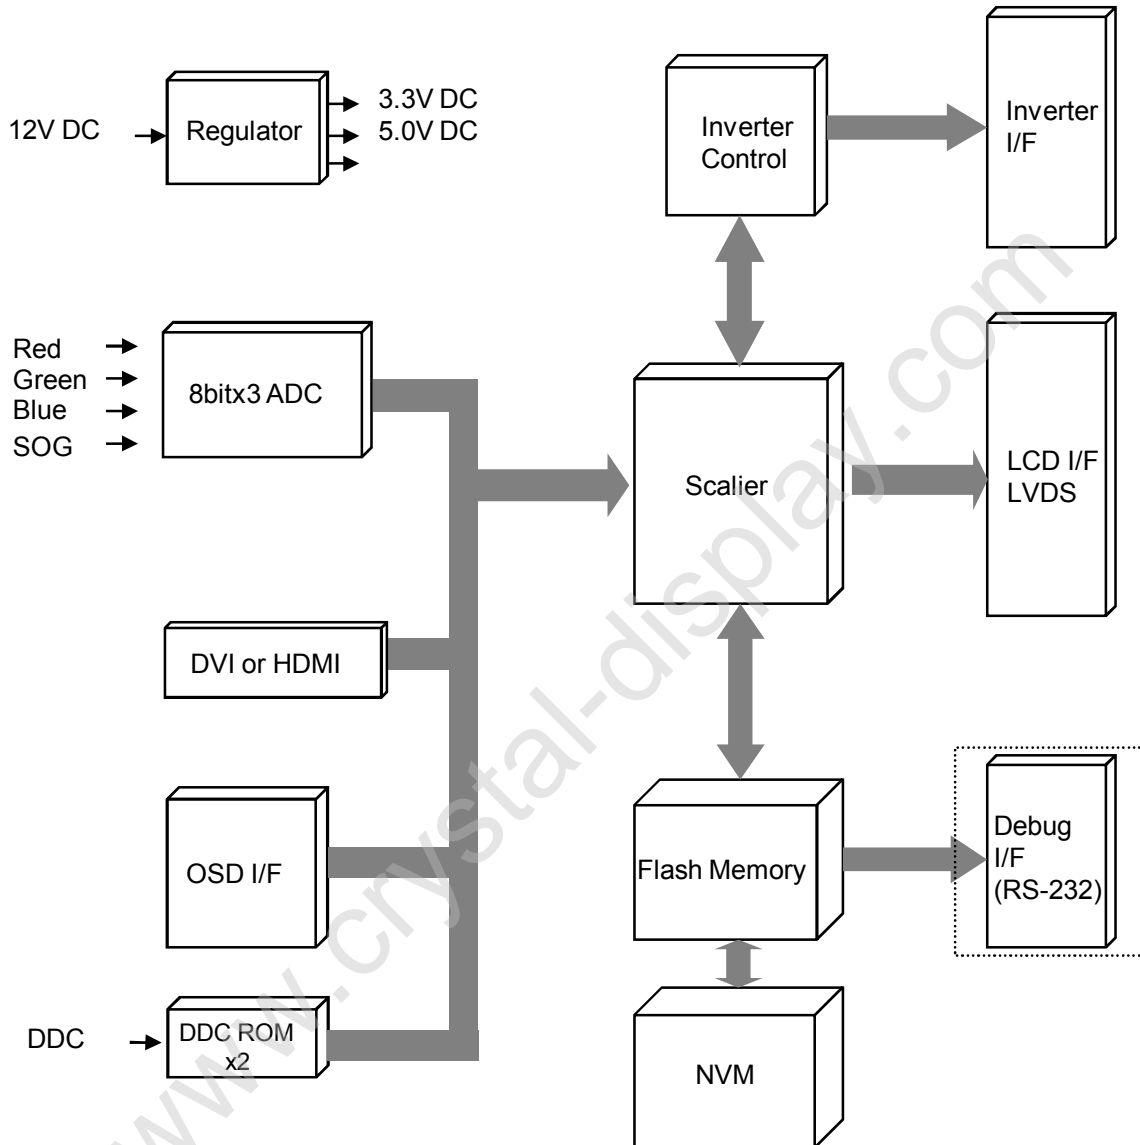 12V DC
Regulator
3.3V DC
5.0V DC
Inverter
Control
Inverter
I/F
Red
Green
Blue
SOG
8bitx3 ADC
Scalier
LCD I/F
LVDS
DVI or HDMI
OSD I/F
Flash Memory
Debug
I/F
(RS-232)
DDC
DDC ROM
x2
NVM
www.crystal-display.com